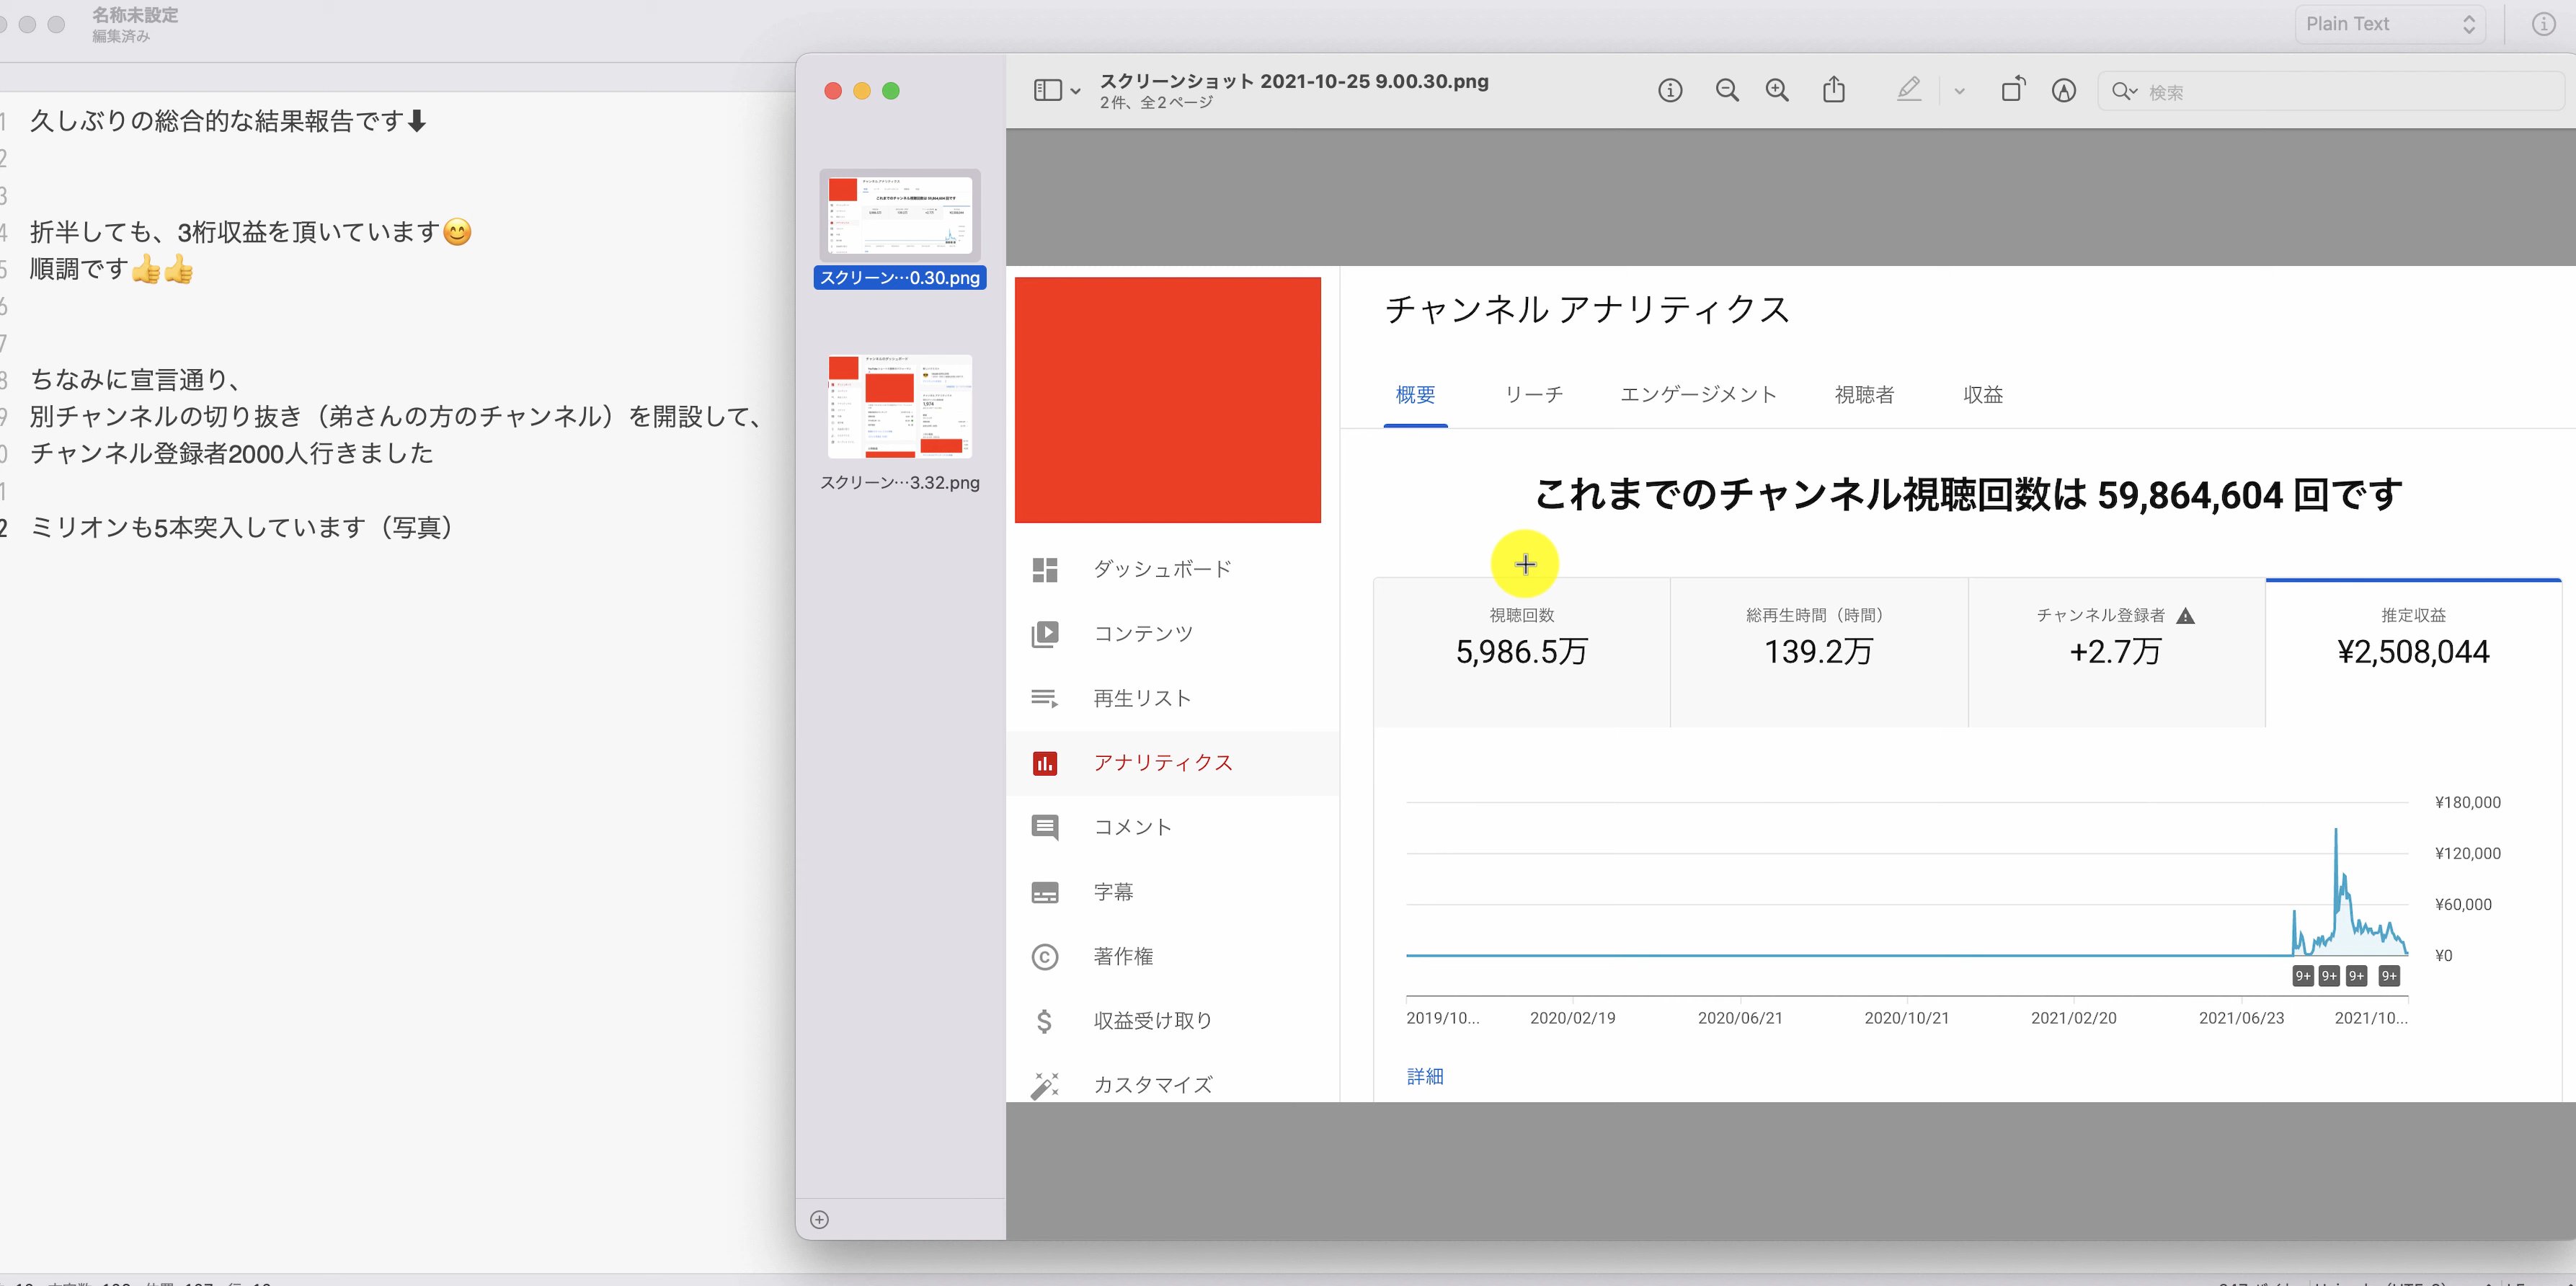 名称未設定
編集済み
Plain Text
1 久しぶりの総合的な結果報告です⬇
2
3
4 折半しても、3桁収益を頂いています😊
5 順調です👍👍
6
7
8 ちなみに宣言通り、
9 別チャンネルの切り抜き（弟さんの方のチャンネル）を開設して、
0 チャンネル登録者2000人行きました
1
2 ミリオンも5本突入しています（写真）
スクリーンショット 2021-10-25 9.00.30.png
2件、全2ページ
検索
スクリーン…0.30.png
スクリーン…3.32.png
チャンネル アナリティクス
概要 リーチ エンゲージメント 視聴者 収益
これまでのチャンネル視聴回数は 59,864,604 回です
ダッシュボード
コンテンツ
再生リスト
アナリティクス
コメント
字幕
著作権
収益受け取り
カスタマイズ
視聴回数
5,986.5万
総再生時間（時間）
139.2万
チャンネル登録者
+2.7万
推定収益
¥2,508,044
¥180,000
¥120,000
¥60,000
¥0
9+ 9+ 9+ 9+
2019/10... 2020/02/19 2020/06/21 2020/10/21 2021/02/20 2021/06/23 2021/10...
詳細